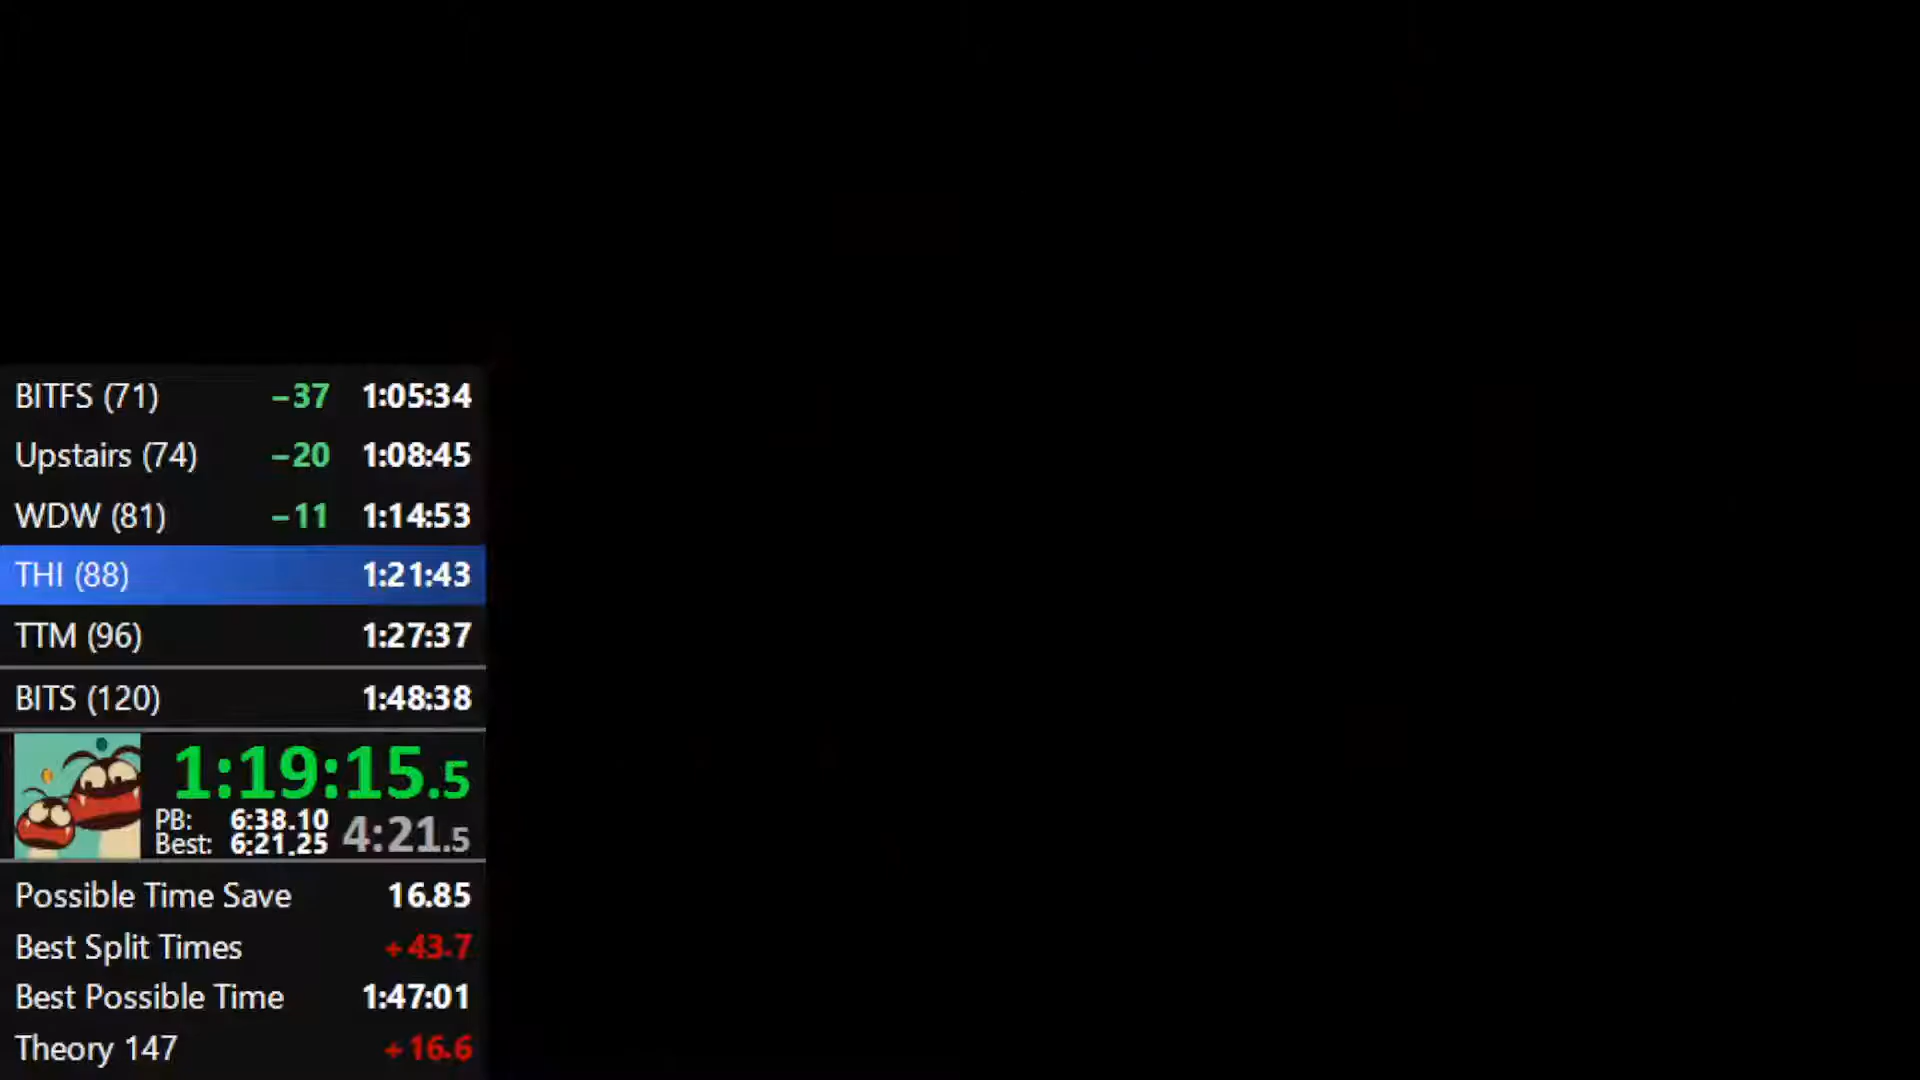 BITFS (71) −37 1:05:34
Upstairs (74) −20 1:08:45
WDW (81) −11 1:14:53
THI (88) 1:21:43
TTM (96) 1:27:37
BITS (120) 1:48:38
1:19:15.5
PB: 6:38.10
Best: 6:21.25 4:21.5
Possible Time Save 16.85
Best Split Times +43.7
Best Possible Time 1:47:01
Theory 147 +16.6